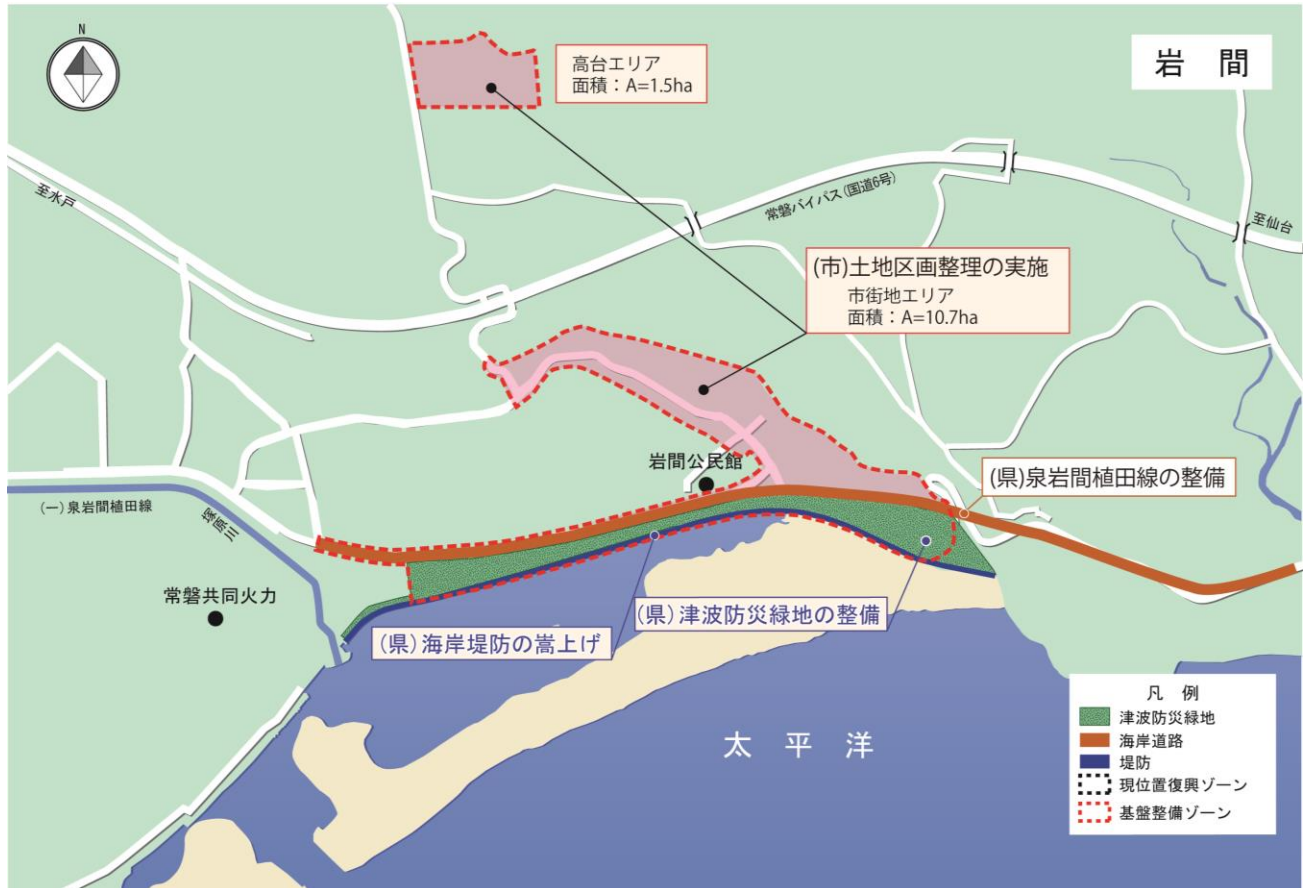 N
岩 間
高台エリア
面積：A=1.5ha
至水戸
常磐バイパス(国道6号)
至仙台
(市)土地区画整理の実施
市街地エリア
面積：A=10.7ha
岩間公民館
(県)泉岩間植田線の整備
(一)泉岩間植田線
塚原川
常磐共同火力
(県)津波防災緑地の整備
(県)海岸堤防の嵩上げ
太 平 洋
凡 例
津波防災緑地
海岸道路
堤防
現位置復興ゾーン
基盤整備ゾーン